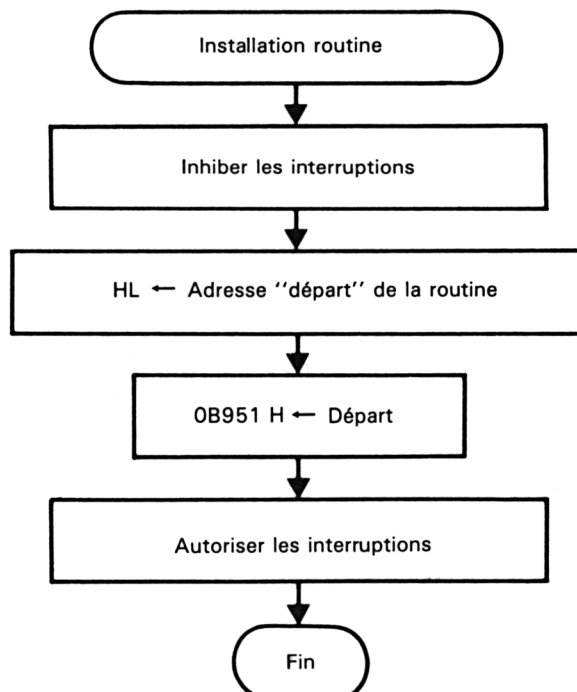 Installation routine
Inhiber les interruptions
HL ← Adresse ''départ'' de la routine
0B951 H ← Départ
Autoriser les interruptions
Fin